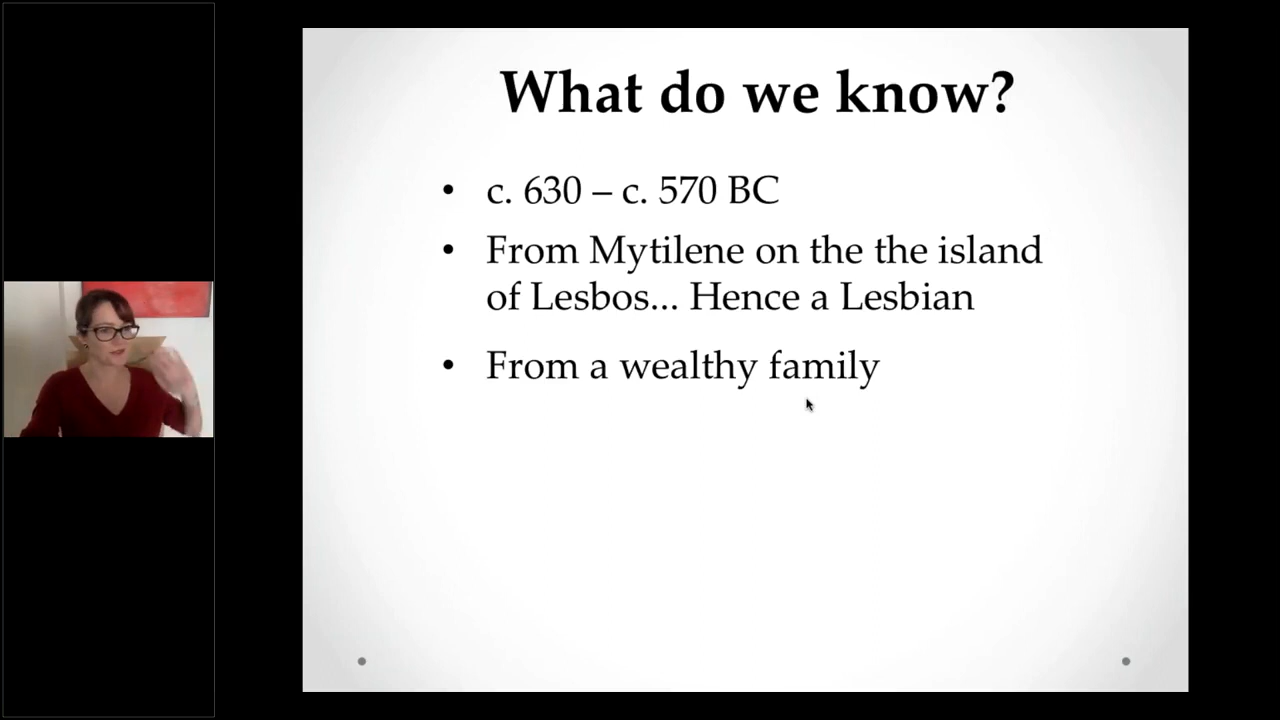 What do we know?
• c. 630 – c. 570 BC
• From Mytilene on the the island
of Lesbos... Hence a Lesbian
• From a wealthy family